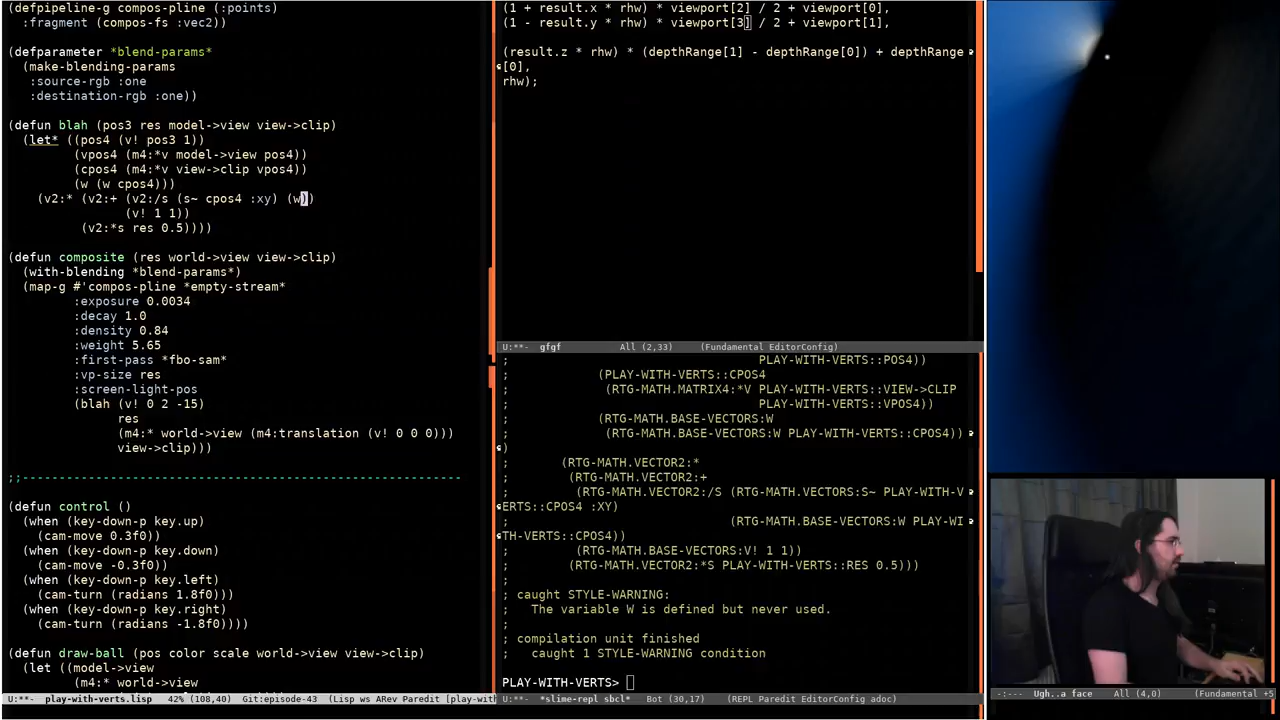 (defpipeline-g compos-pline (:points)
  :fragment (compos-fs :vec2))
(defparameter *blend-params*
  (make-blending-params
   :source-rgb :one
   :destination-rgb :one))
(defun blah (pos3 res model->view view->clip)
  (let* ((pos4 (v! pos3 1))
         (vpos4 (m4:*v model->view pos4))
         (cpos4 (m4:*v view->clip vpos4))
         (w (w cpos4)))
    (v2:* (v2:+ (v2:/s (s~ cpos4 :xy) (w))
                (v! 1 1))
          (v2:*s res 0.5))))
(defun composite (res world->view view->clip)
  (with-blending *blend-params*)
  (map-g #'compos-pline *empty-stream*
         :exposure 0.0034
         :decay 1.0
         :density 0.84
         :weight 5.65
         :first-pass *fbo-sam*
         :vp-size res
         :screen-light-pos
         (blah (v! 0 2 -15)
               res
               (m4:* world->view (m4:translation (v! 0 0 0)))
               view->clip)))
;;------------------------------------------------------------
(defun control ()
  (when (key-down-p key.up)
    (cam-move 0.3f0))
  (when (key-down-p key.down)
    (cam-move -0.3f0))
  (when (key-down-p key.left)
    (cam-turn (radians 1.8f0)))
  (when (key-down-p key.right)
    (cam-turn (radians -1.8f0))))
(defun draw-ball (pos color scale world->view view->clip)
  (let ((model->view
         (m4:* world->view
U:**-  play-with-verts.lisp   42% (108,40)  Git:episode-43  (Lisp ws ARev Paredit [play-wit
(1 + result.x * rhw) * viewport[2] / 2 + viewport[0],
(1 - result.y * rhw) * viewport[3] / 2 + viewport[1],
(result.z * rhw) * (depthRange[1] - depthRange[0]) + depthRange
[0],
rhw);
U:**-  gfgf           All (2,33)     (Fundamental EditorConfig)
;                                   PLAY-WITH-VERTS::POS4))
;             (PLAY-WITH-VERTS::CPOS4
;              (RTG-MATH.MATRIX4:*V PLAY-WITH-VERTS::VIEW->CLIP
;                                   PLAY-WITH-VERTS::VPOS4))
;             (RTG-MATH.BASE-VECTORS:W
;              (RTG-MATH.BASE-VECTORS:W PLAY-WITH-VERTS::CPOS4))
)
;        (RTG-MATH.VECTOR2:*
;         (RTG-MATH.VECTOR2:+
;          (RTG-MATH.VECTOR2:/S (RTG-MATH.BASE-VECTORS:S~ PLAY-WITH-V
ERTS::CPOS4 :XY)
;                               (RTG-MATH.BASE-VECTORS:W PLAY-WI
TH-VERTS::CPOS4))
;          (RTG-MATH.BASE-VECTORS:V! 1 1))
;         (RTG-MATH.VECTOR2:*S PLAY-WITH-VERTS::RES 0.5)))
;
; caught STYLE-WARNING:
;   The variable W is defined but never used.
;
; compilation unit finished
;   caught 1 STYLE-WARNING condition
PLAY-WITH-VERTS>
U:**-  *slime-repl sbcl*   Bot (30,17)    (REPL Paredit EditorConfig adoc)
-:---  Ugh..a face    All (4,0)      (Fundamental +5